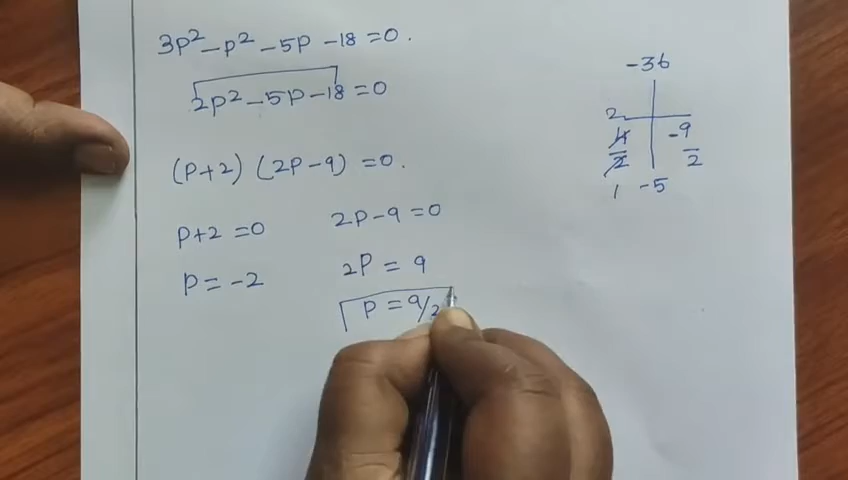 3p² - p² - 5p - 18 = 0.
2p² - 5p - 18 = 0
(p+2) (2p-9) = 0.
p+2 = 0 2p-9 = 0
p = -2 2p = 9
p = 9/2
-36
2
4/2 -9/2
1 -5